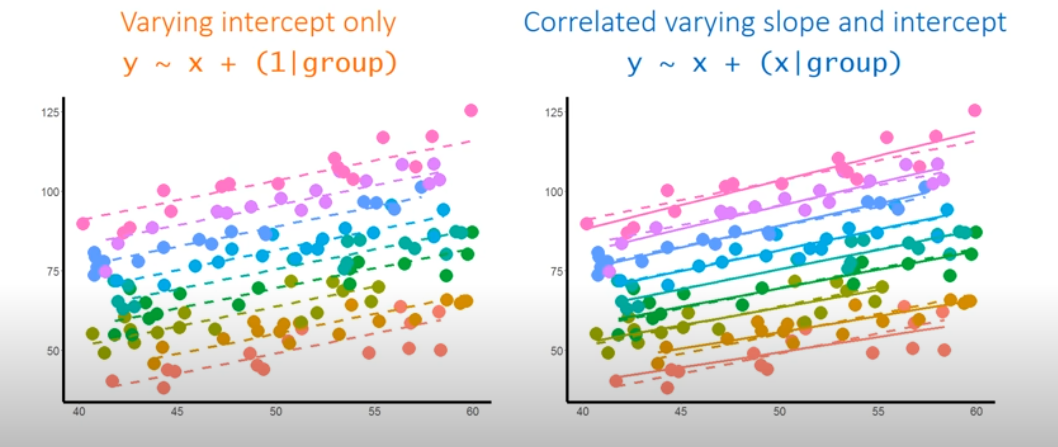 Varying intercept only
y ~ x + (1|group)
125
100
75
50
40 45 50 55 60
Correlated varying slope and intercept
y ~ x + (x|group)
125
100
75
50
40 45 50 55 60